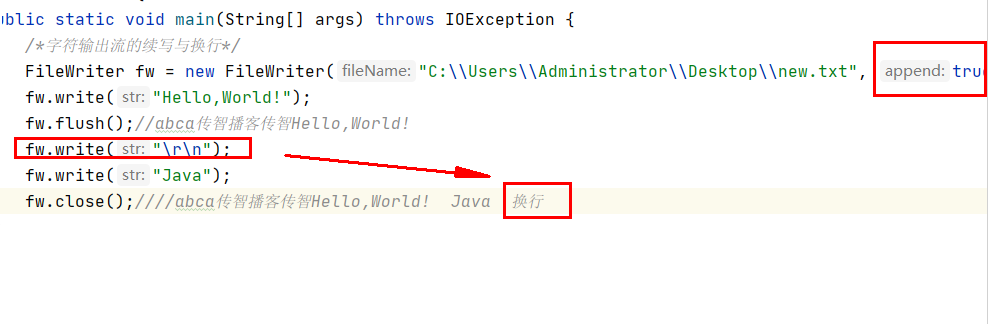 ublic static void main(String[] args) throws IOException {
/*字符输出流的续写与换行*/
FileWriter fw = new FileWriter( fileName: "C:\\Users\\Administrator\\Desktop\\new.txt", append: true
fw.write( str: "Hello,World!");
fw.flush();//abca传智播客传智Hello,World!
fw.write( str: "\r\n");
fw.write( str: "Java");
fw.close();////abca传智播客传智Hello,World! Java 换行